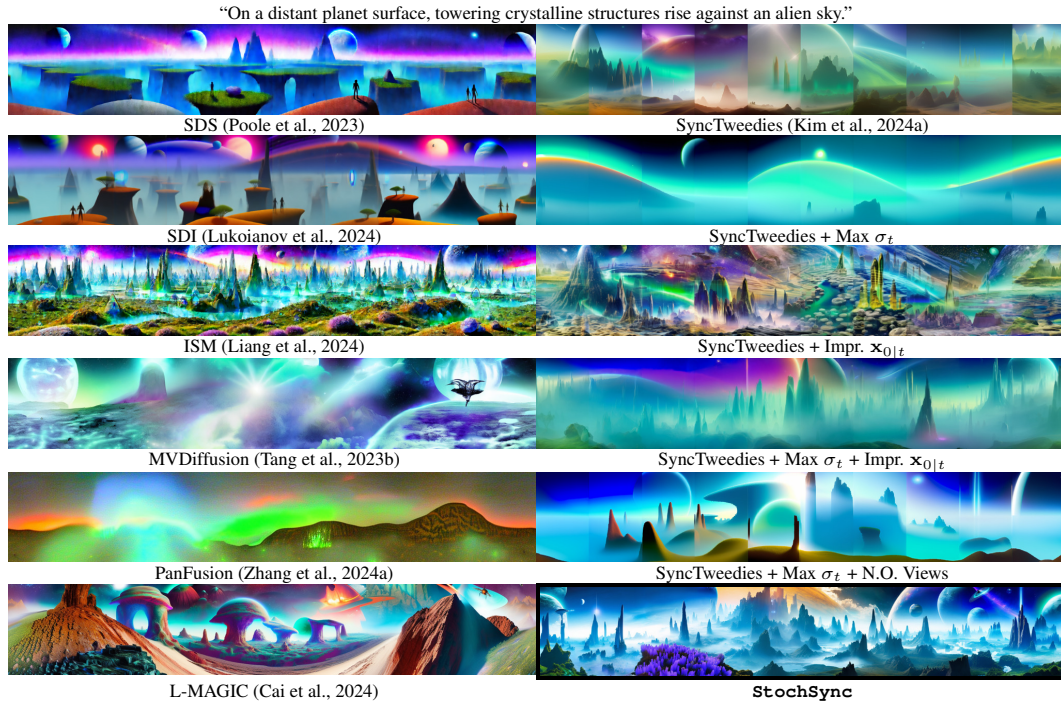 “On a distant planet surface, towering crystalline structures rise against an alien sky.”
SDS (Poole et al., 2023)
SyncTweedies (Kim et al., 2024a)
SDI (Lukoianov et al., 2024)
SyncTweedies + Max σₜ
ISM (Liang et al., 2024)
SyncTweedies + Impr. x₀|ₜ
MVDiffusion (Tang et al., 2023b)
SyncTweedies + Max σₜ + Impr. x₀|ₜ
PanFusion (Zhang et al., 2024a)
SyncTweedies + Max σₜ + N.O. Views
L-MAGIC (Cai et al., 2024)
StochSync